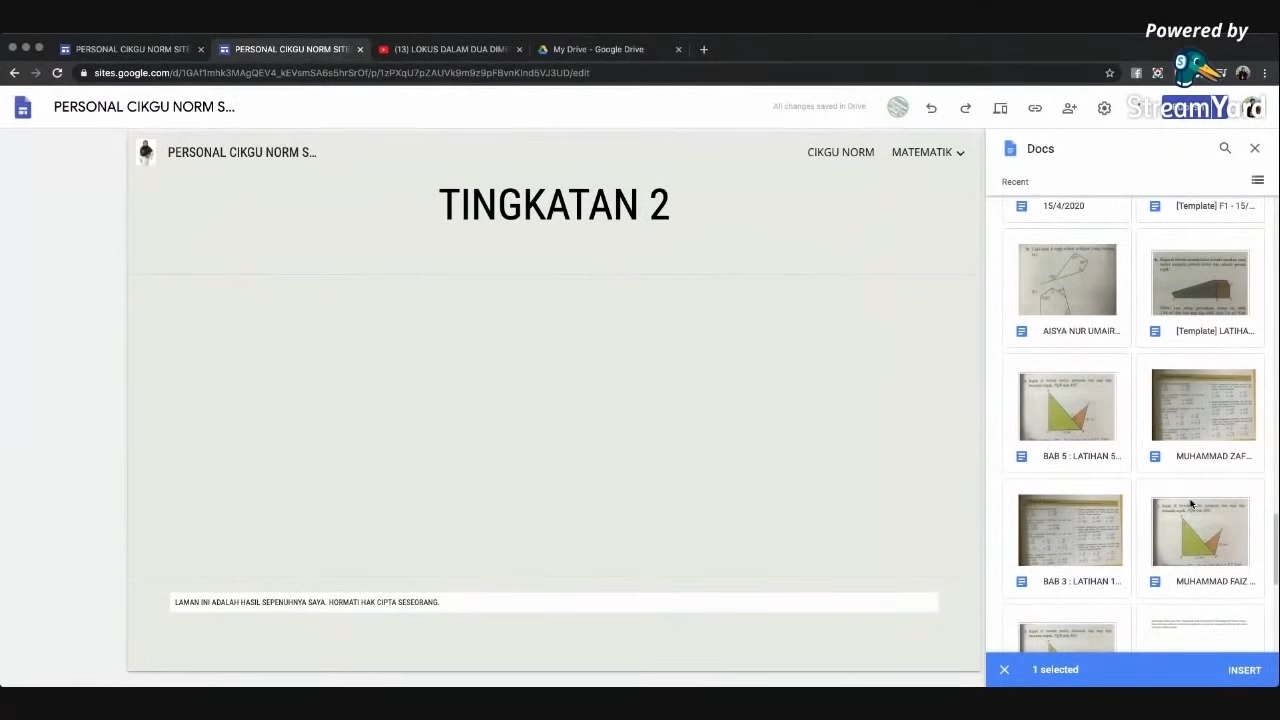 Powered by
StreamYard
PERSONAL CIKGU NORM SITE
PERSONAL CIKGU NORM SITE
(13) LOKUS DALAM DUA DIME
My Drive - Google Drive
sites.google.com/d/1GAf1mhk3MAgQEV4_kEVsmSA6s5hrSrOf/p/1zPXqU7pZAUVk9m9z9pFBvnKInd5VJ3UD/edit
PERSONAL CIKGU NORM S...
All changes saved in Drive
PERSONAL CIKGU NORM S...
CIKGU NORM
MATEMATIK
TINGKATAN 2
LAMAN INI ADALAH HASIL SEPENUHNYA SAYA. HORMATI HAK CIPTA SESEORANG.
Docs
Recent
15/4/2020
[Template] F1 - 15/...
AISYA NUR UMAIR...
[Template] LATIHA...
BAB 5 : LATIHAN 5...
MUHAMMAD ZAF...
BAB 3 : LATIHAN 1...
MUHAMMAD FAIZ ...
1 selected
INSERT